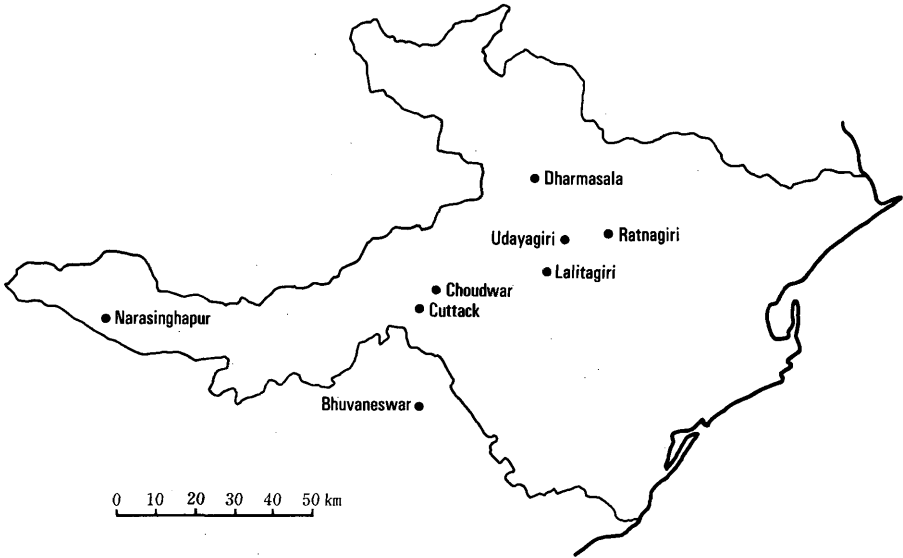 Dharmasala
Udayagiri
Ratnagiri
Lalitagiri
Choudwar
Cuttack
Narasinghapur
Bhuvaneswar
0 10 20 30 40 50 km